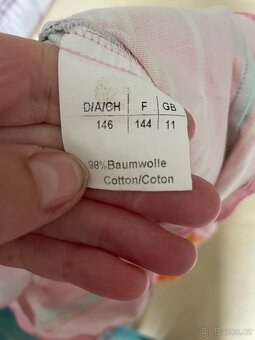 D/A/CH F GB
146 144 11
98%Baumwolle
Cotton/Coton